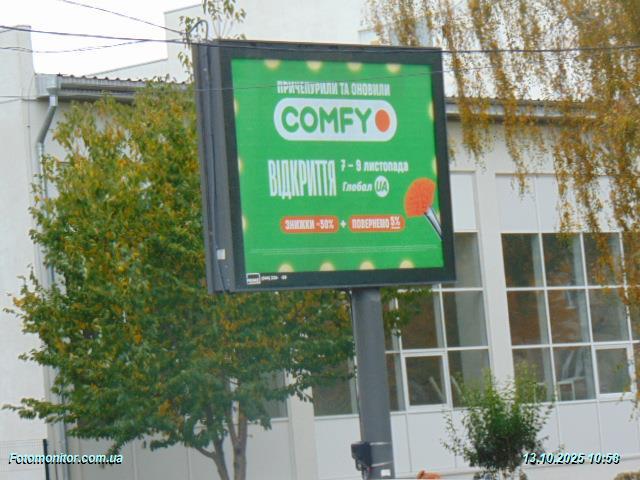 ПРИЧЕПУРИЛИ ТА ОНОВИЛИ
COMFY
ВІДКРИТТЯ 7 – 9 листопада
Глобал UA
ЗНИЖКИ -50% + ПОВЕРНЕМО 5%
Fotomonitor.com.ua
13.10.2025 10:58